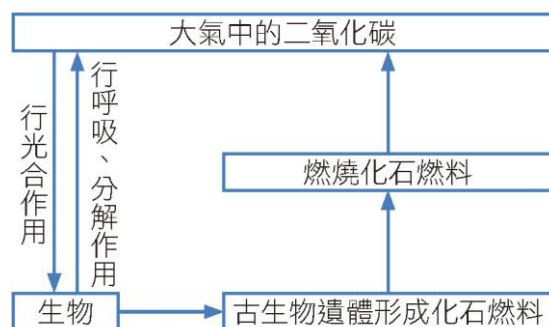 大氣中的二氧化碳
行光合作用
行呼吸、分解作用
燃燒化石燃料
生物
古生物遺體形成化石燃料